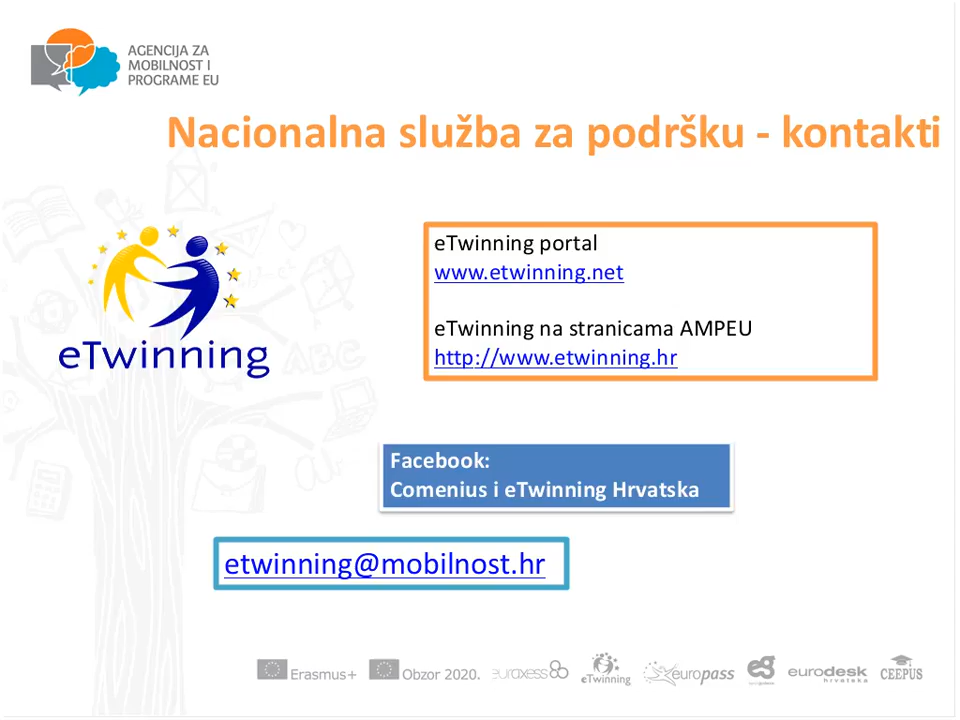 AGENCIJA ZA
MOBILNOST I
PROGRAME EU
Nacionalna služba za podršku - kontakti
eTwinning
eTwinning portal
www.etwinning.net
eTwinning na stranicama AMPEU
http://www.etwinning.hr
Facebook:
Comenius i eTwinning Hrvatska
etwinning@mobilnost.hr
Erasmus+ Obzor 2020. euraxess eTwinning europass eurodesk CEEPUS
hrvatska